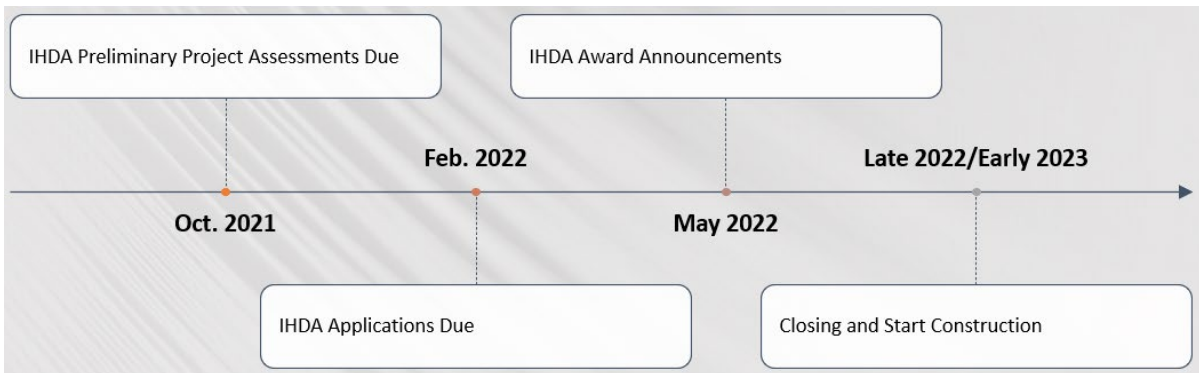 IHDA Preliminary Project Assessments Due
IHDA Award Announcements
Feb. 2022
Late 2022/Early 2023
Oct. 2021
May 2022
IHDA Applications Due
Closing and Start Construction